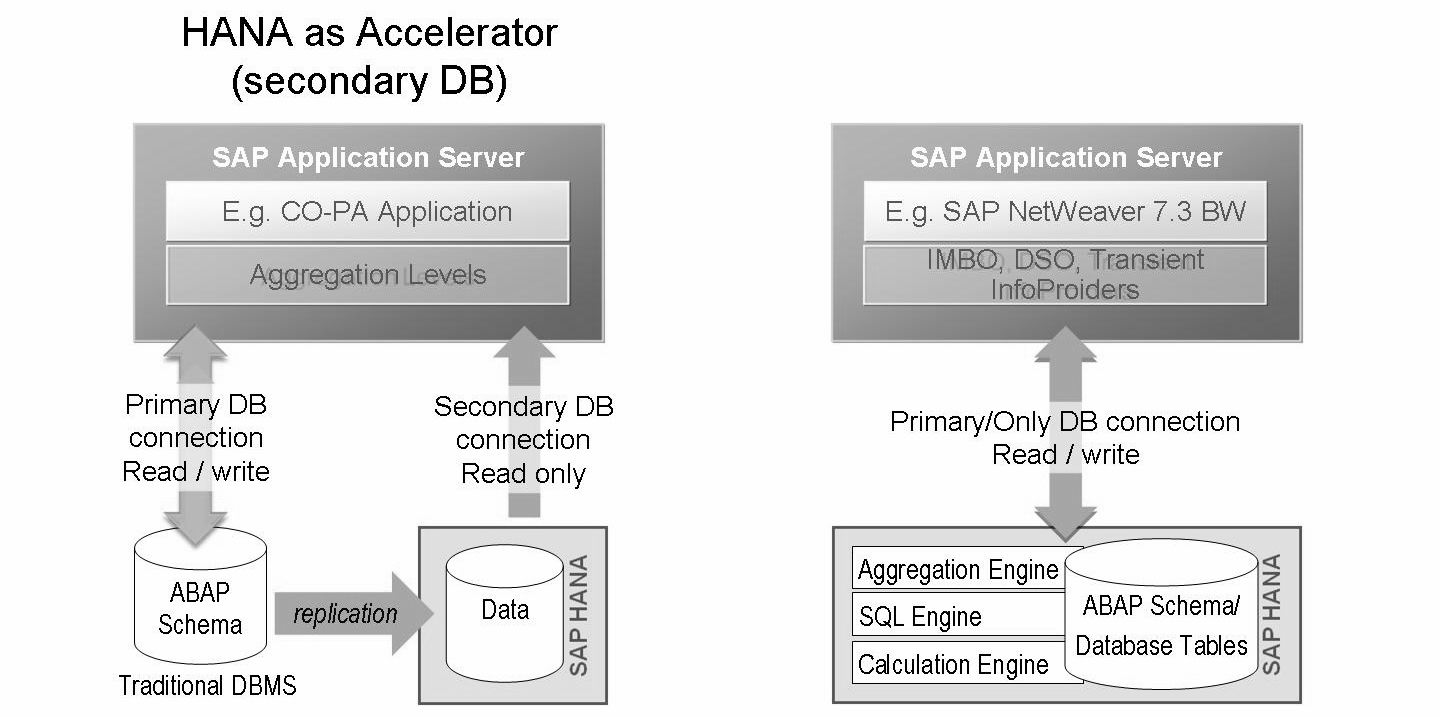 HANA as Accelerator
(secondary DB)
SAP Application Server
E.g. CO-PA Application
Aggregation Levels
Primary DB
connection
Read / write
Secondary DB
connection
Read only
ABAP
Schema
Traditional DBMS
replication
Data
SAP HANA
SAP Application Server
E.g. SAP NetWeaver 7.3 BW
IMBO, DSO, Transient
InfoProiders
Primary/Only DB connection
Read / write
Aggregation Engine
SQL Engine
Calculation Engine
ABAP Schema/
Database Tables
SAP HANA